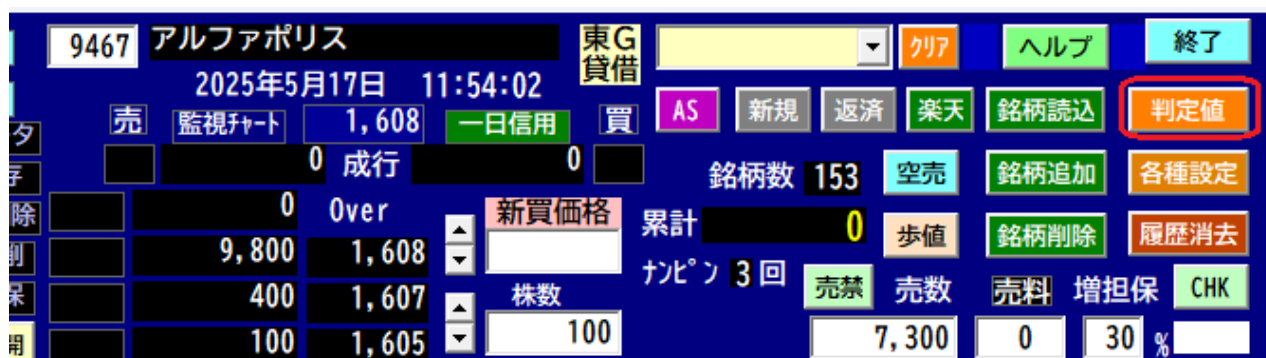 9467 アルファポリス 東G クリア ヘルプ 終了
貸借
2025年5月17日 11:54:02
売 監視ﾁｬｰﾄ 1,608 一日信用 買 AS 新規 返済 楽天 銘柄読込 判定値
タ
0 成行 0 銘柄数 153 空売 銘柄追加 各種設定
存
除 0 Over 新買価格 累計 0 歩値 銘柄削除 履歴消去
削 9,800 1,608
ﾅﾝﾋﾟﾝ 3回 売禁 売数 売料 増担保 CHK
400 1,607 株数
開 100 1,605 100 7,300 0 30 %